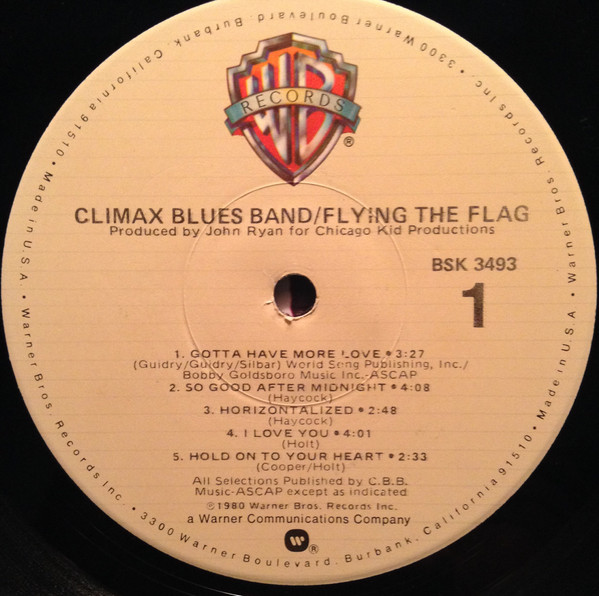 RECORDS
®
CLIMAX BLUES BAND/FLYING THE FLAG
Produced by John Ryan for Chicago Kid Productions
BSK 3493
1
1. GOTTA HAVE MORE LOVE • 3:27
(Guidry/Guidry/Silbar) World Song Publishing, Inc./
Bobby Goldsboro Music Inc.-ASCAP
2. SO GOOD AFTER MIDNIGHT • 4:08
(Haycock)
3. HORIZONTALIZED • 2:48
(Haycock)
4. I LOVE YOU • 4:01
(Holt)
5. HOLD ON TO YOUR HEART • 2:33
(Cooper/Holt)
All Selections Published by C.B.B.
Music-ASCAP except as indicated
©1980 Warner Bros. Records Inc.
a Warner Communications Company
®
Warner Bros. Records Inc. • 3300 Warner Boulevard, Burbank, California 91510 • Made in U.S.A. • Warner Bros. Records Inc. • 3300 Warner Boulevard, Burbank, California 91510 • Made in U.S.A. •